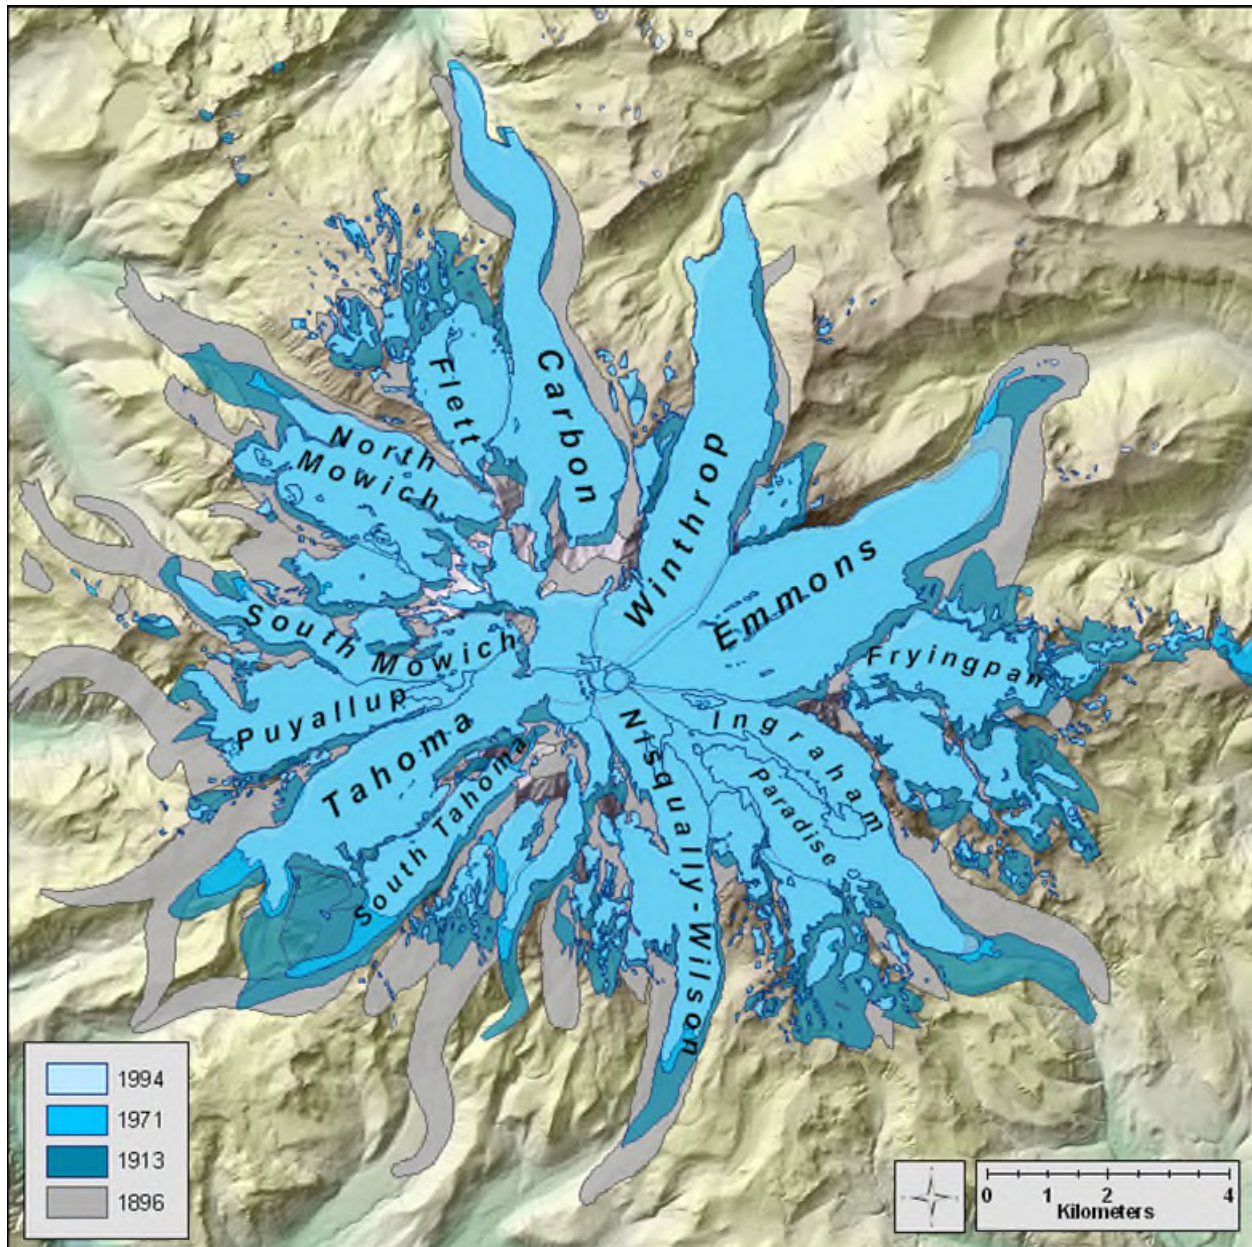 Carbon
Flett
North
Mowich
Winthrop
Emmons
South Mowich
Fryingpan
Puyallup
Tahoma
South Tahoma
Nisqually-Wilson
Ingraham
Paradise
1994
1971
1913
1896
0 1 2 4
Kilometers